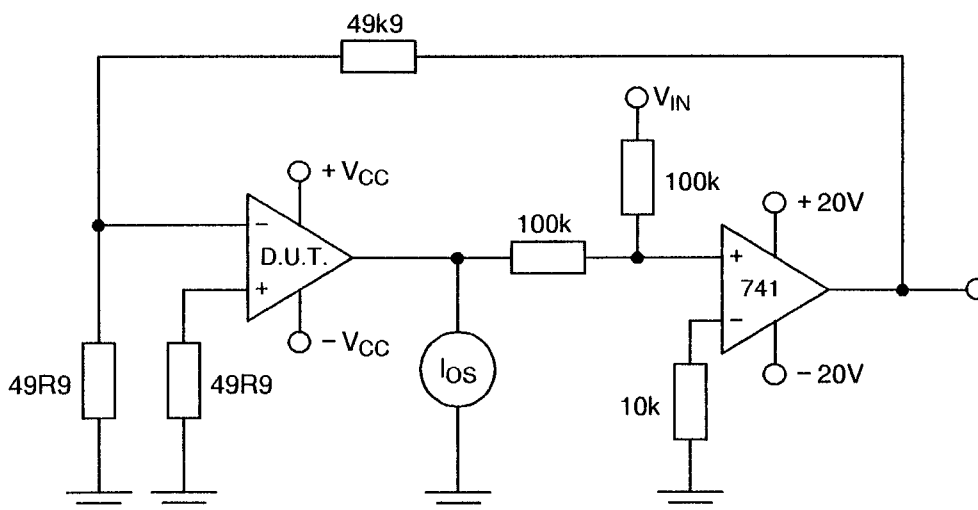 49k9
VIN
+ VCC
100k
100k
+ 20V
−
D.U.T.
+
+
741
−
− VCC
IOS
− 20V
49R9
49R9
10k